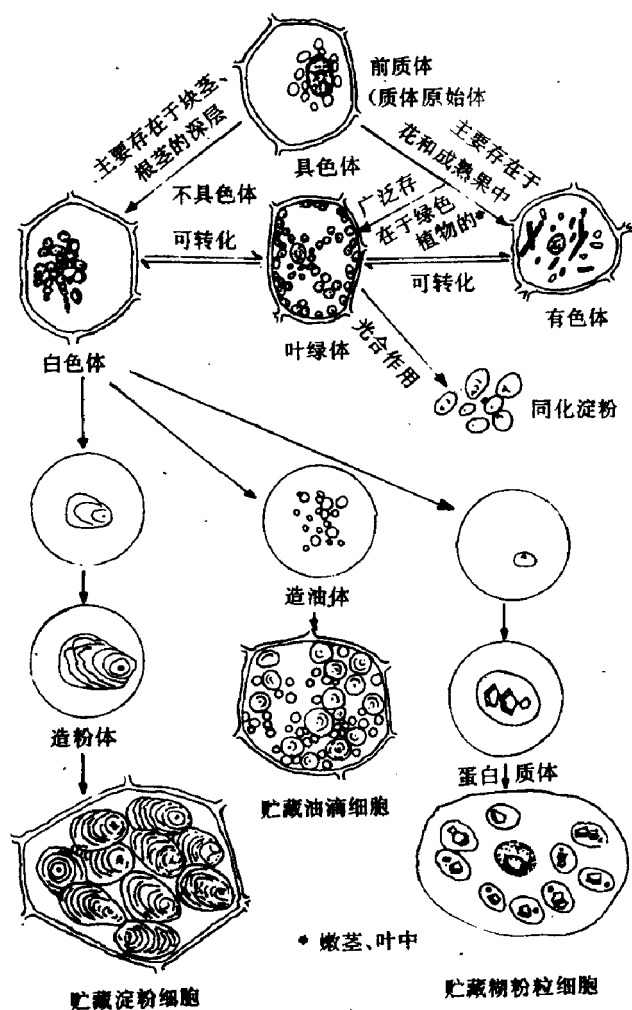 前质体
(质体原始体
主要存在于块茎、
根茎的深层
具色体
主要存在于
花和成熟果中
不具色体
广泛存
在于绿色
植物的*
可转化
可转化
白色体
叶绿体
有色体
光合作用
同化淀粉
造油体
造粉体
蛋白质体
贮藏油滴细胞
* 嫩茎、叶中
贮藏淀粉细胞
贮藏糊粉粒细胞